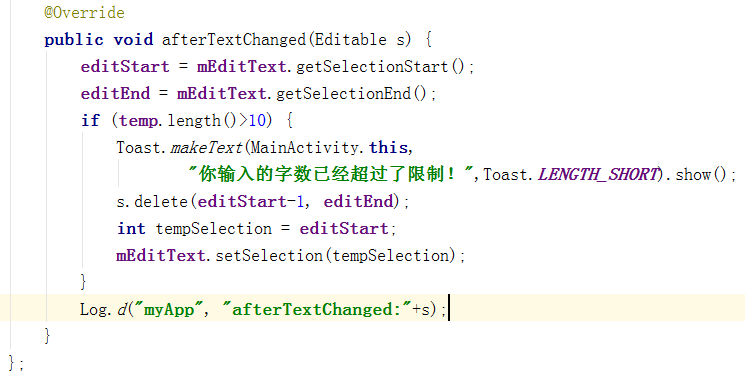 @Override
public void afterTextChanged(Editable s) {
editStart = mEditText.getSelectionStart();
editEnd = mEditText.getSelectionEnd();
if (temp.length()>10) {
Toast.makeText(MainActivity.this,
"你输入的字数已经超过了限制！",Toast.LENGTH_SHORT).show();
s.delete(editStart-1, editEnd);
int tempSelection = editStart;
mEditText.setSelection(tempSelection);
}
Log.d("myApp", "afterTextChanged:"+s);
}
};